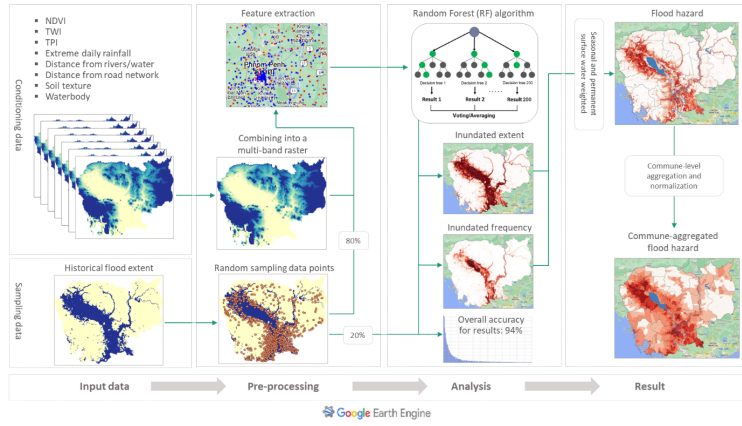 Conditioning data
NDVI
TWI
TPI
Extreme daily rainfall
Distance from rivers/water
Distance from road network
Soil texture
Waterbody
Sampling data
Historical flood extent
Feature extraction
Phnom Penh
Combining into a
multi-band raster
80%
Random sampling data points
20%
Random Forest (RF) algorithm
Decision tree 1
Decision tree 2
Decision tree 200
Result 1
Result 2
Result 200
Voting/Averaging
Inundated extent
Inundated frequency
Overall accuracy
for results: 94%
Seasonal and permanent
surface water weighted
Flood hazard
Commune-level
aggregation and
normalization
Commune-aggregated
flood hazard
Input data
Pre-processing
Analysis
Result
Google Earth Engine